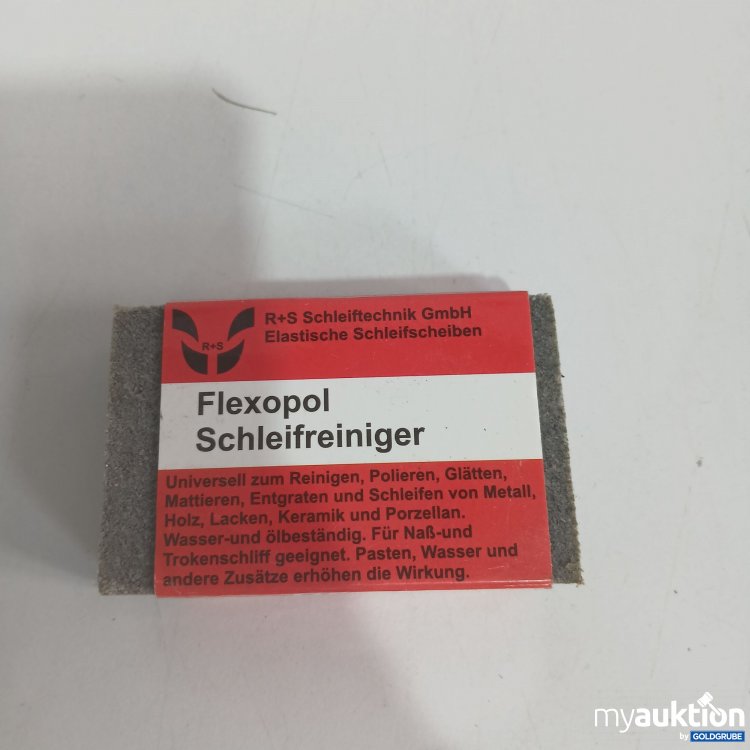 R+S
R+S Schleiftechnik GmbH
Elastische Schleifscheiben
Flexopol
Schleifreiniger
Universell zum Reinigen, Polieren, Glätten,
Mattieren, Entgraten und Schleifen von Metall,
Holz, Lacken, Keramik und Porzellan.
Wasser-und ölbeständig. Für Naß-und
Trokenschliff geeignet. Pasten, Wasser und
andere Zusätze erhöhen die Wirkung.
myauktion
by GOLDGRUBE